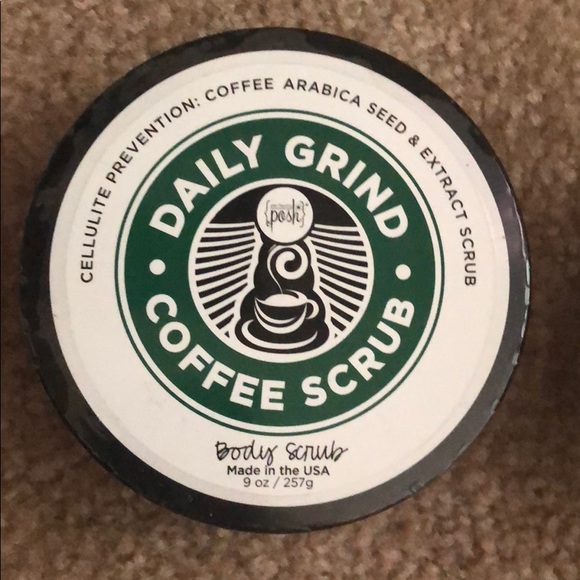 CELLULITE PREVENTION: COFFEE ARABICA SEED & EXTRACT SCRUB
DAILY GRIND
{posh}
• COFFEE SCRUB •
Body Scrub
Made in the USA
9 oz / 257g